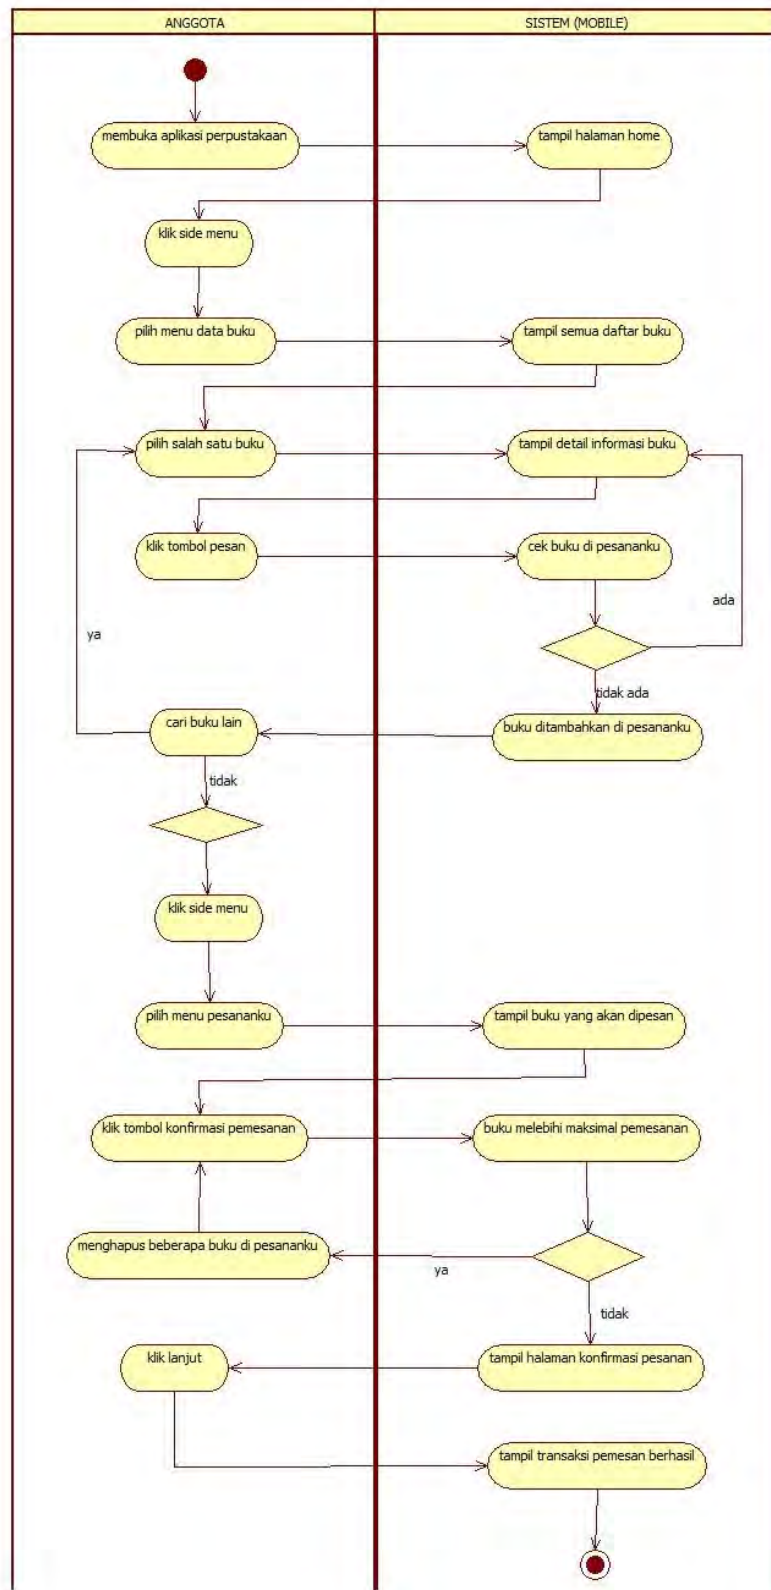 ANGGOTA
SISTEM (MOBILE)
membuka aplikasi perpustakaan
tampil halaman home
klik side menu
pilih menu data buku
tampil semua daftar buku
pilih salah satu buku
tampil detail informasi buku
klik tombol pesan
cek buku di pesananku
ada
ya
tidak ada
cari buku lain
buku ditambahkan di pesananku
tidak
klik side menu
pilih menu pesananku
tampil buku yang akan dipesan
klik tombol konfirmasi pemesanan
buku melebihi maksimal pemesanan
menghapus beberapa buku di pesananku
ya
tidak
klik lanjut
tampil halaman konfirmasi pesanan
tampil transaksi pemesan berhasil